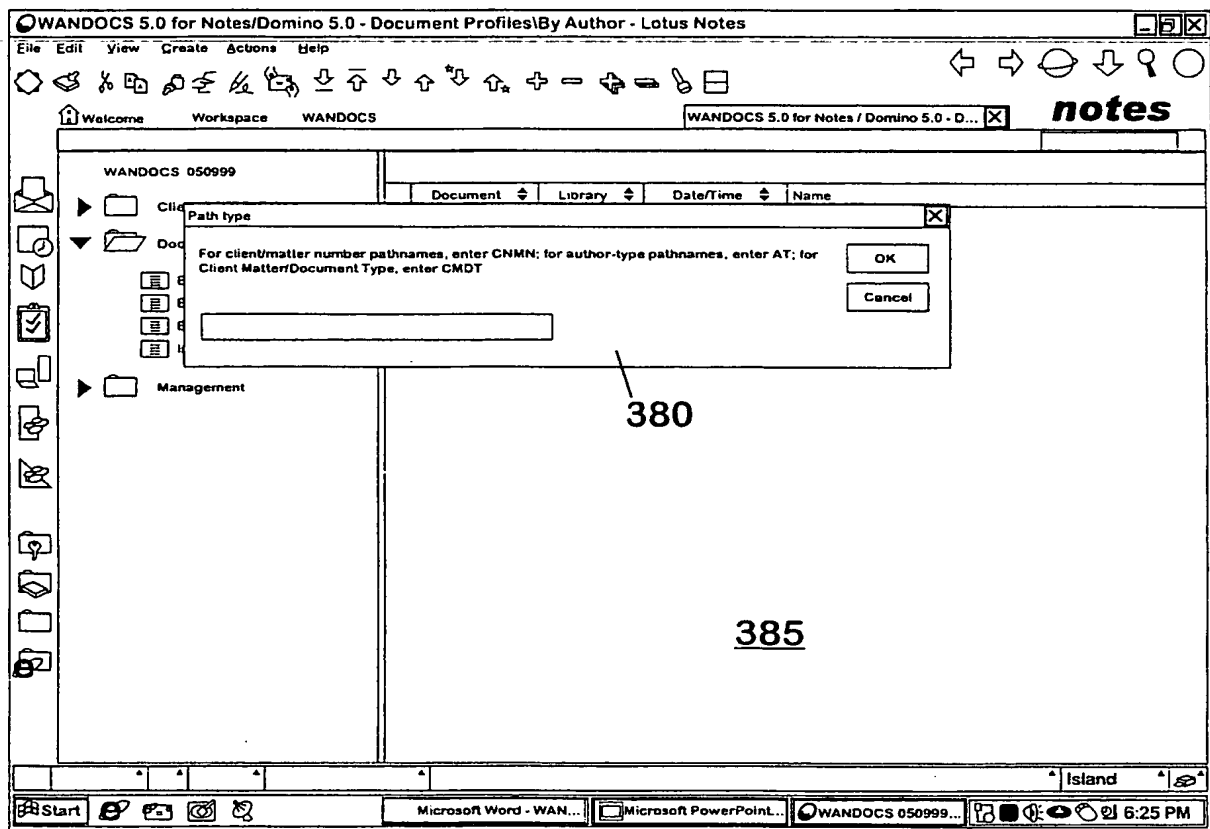 WANDOCS 5.0 for Notes/Domino 5.0 - Document Profiles\By Author - Lotus Notes
File Edit View Create Actions Help
notes
Welcome Workspace WANDOCS WANDOCS 5.0 for Notes / Domino 5.0 - D...
WANDOCS 050999
Document Library Date/Time Name
Clie
Path type
Doc
For client/matter number pathnames, enter CNMN; for author-type pathnames, enter AT; for
Client Matter/Document Type, enter CMDT
OK
Cancel
Management
380
385
Island
Start Microsoft Word - WAN... Microsoft PowerPoint... WANDOCS 050999... 6:25 PM